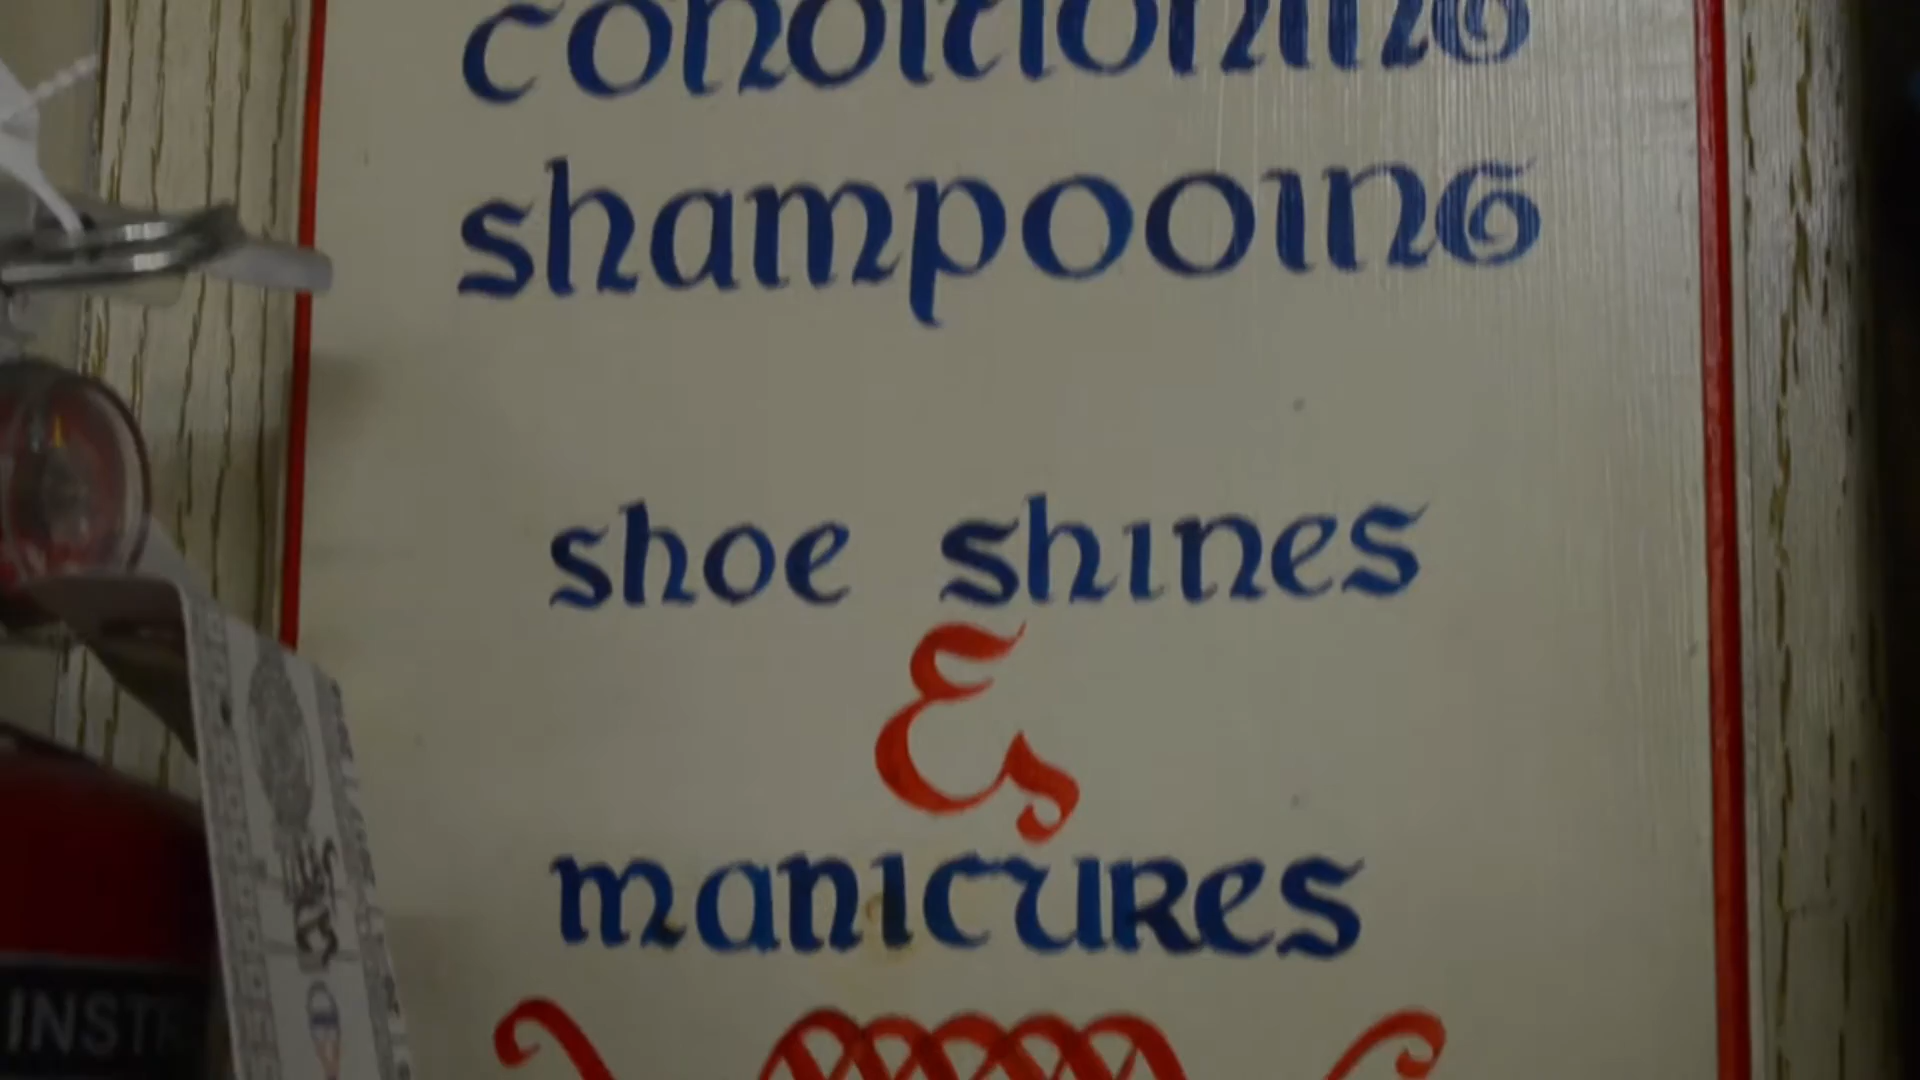 conditioning
shampooing
shoe shines
&
manicures